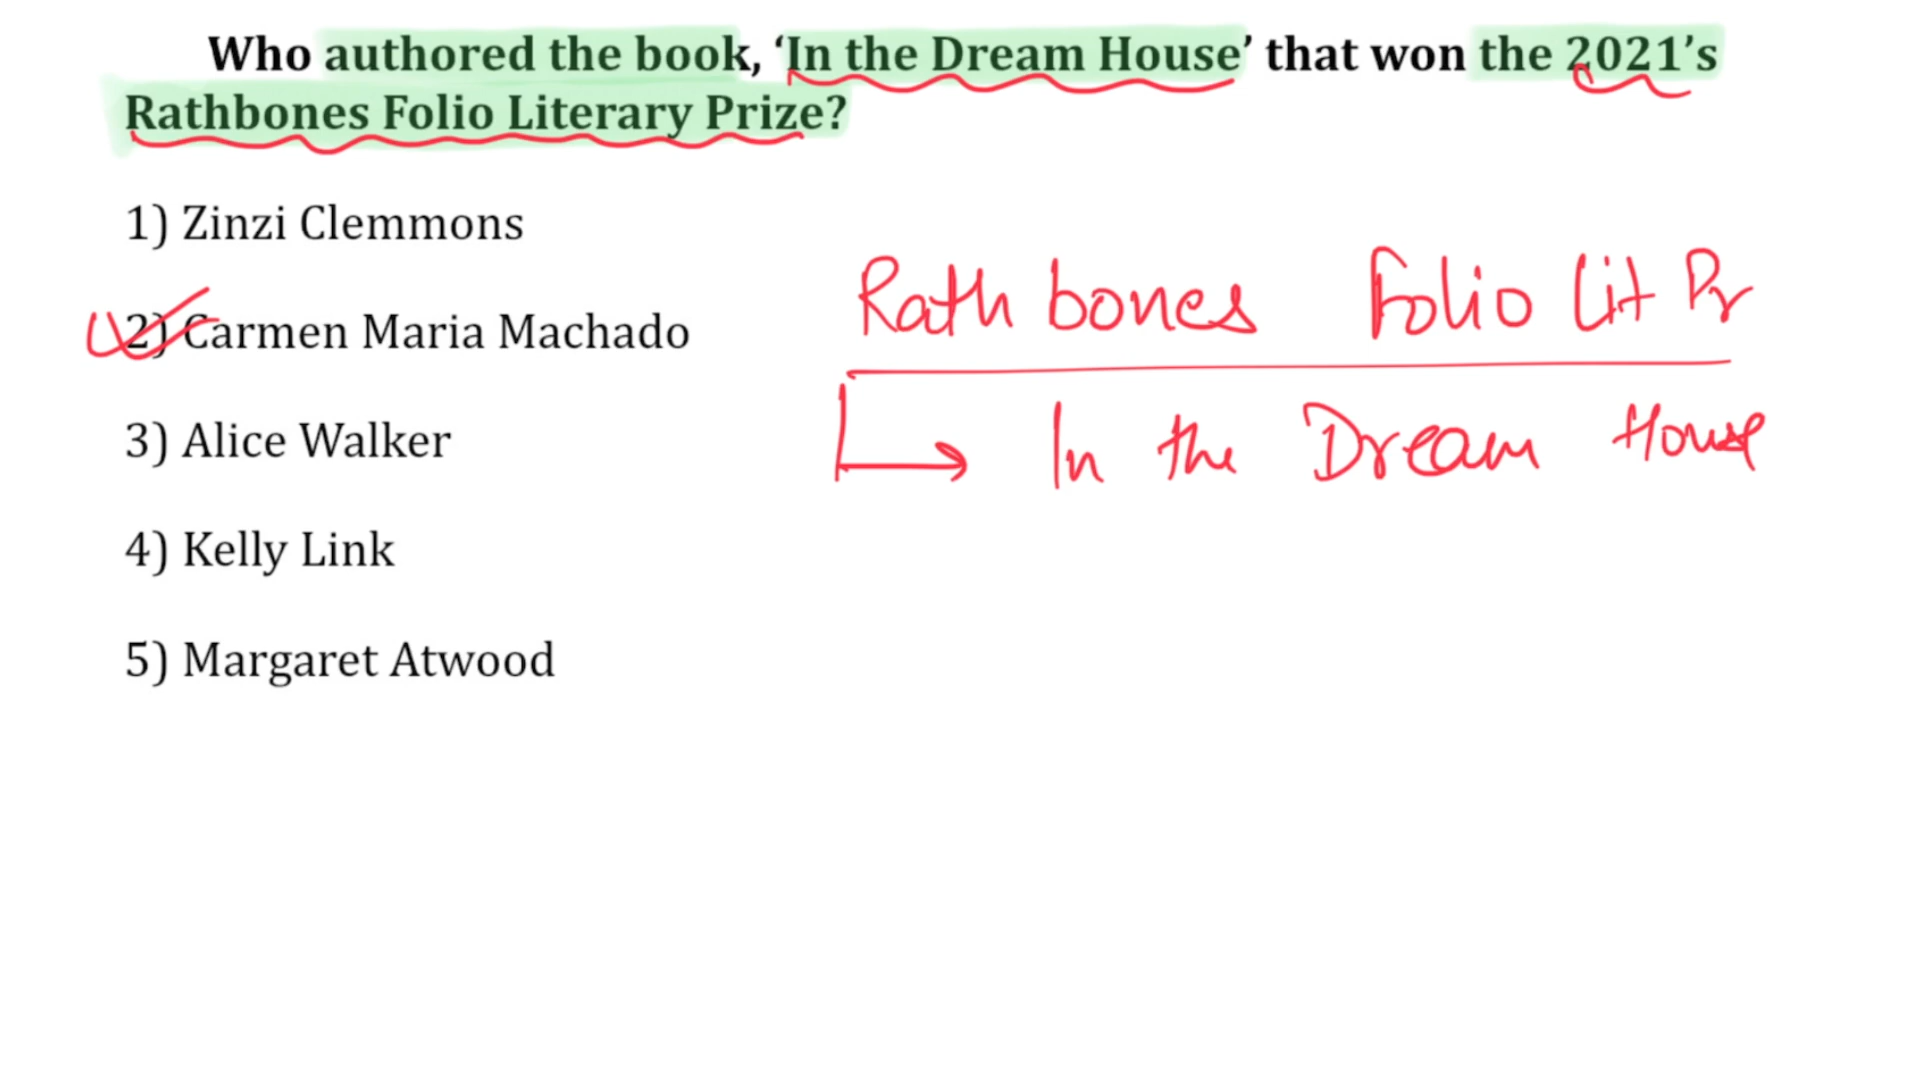 Who authored the book, ‘In the Dream House’ that won the 2021’s
Rathbones Folio Literary Prize?
1) Zinzi Clemmons
2) Carmen Maria Machado
3) Alice Walker
4) Kelly Link
5) Margaret Atwood
Rathbones Folio Lit Pr
In the Dream House